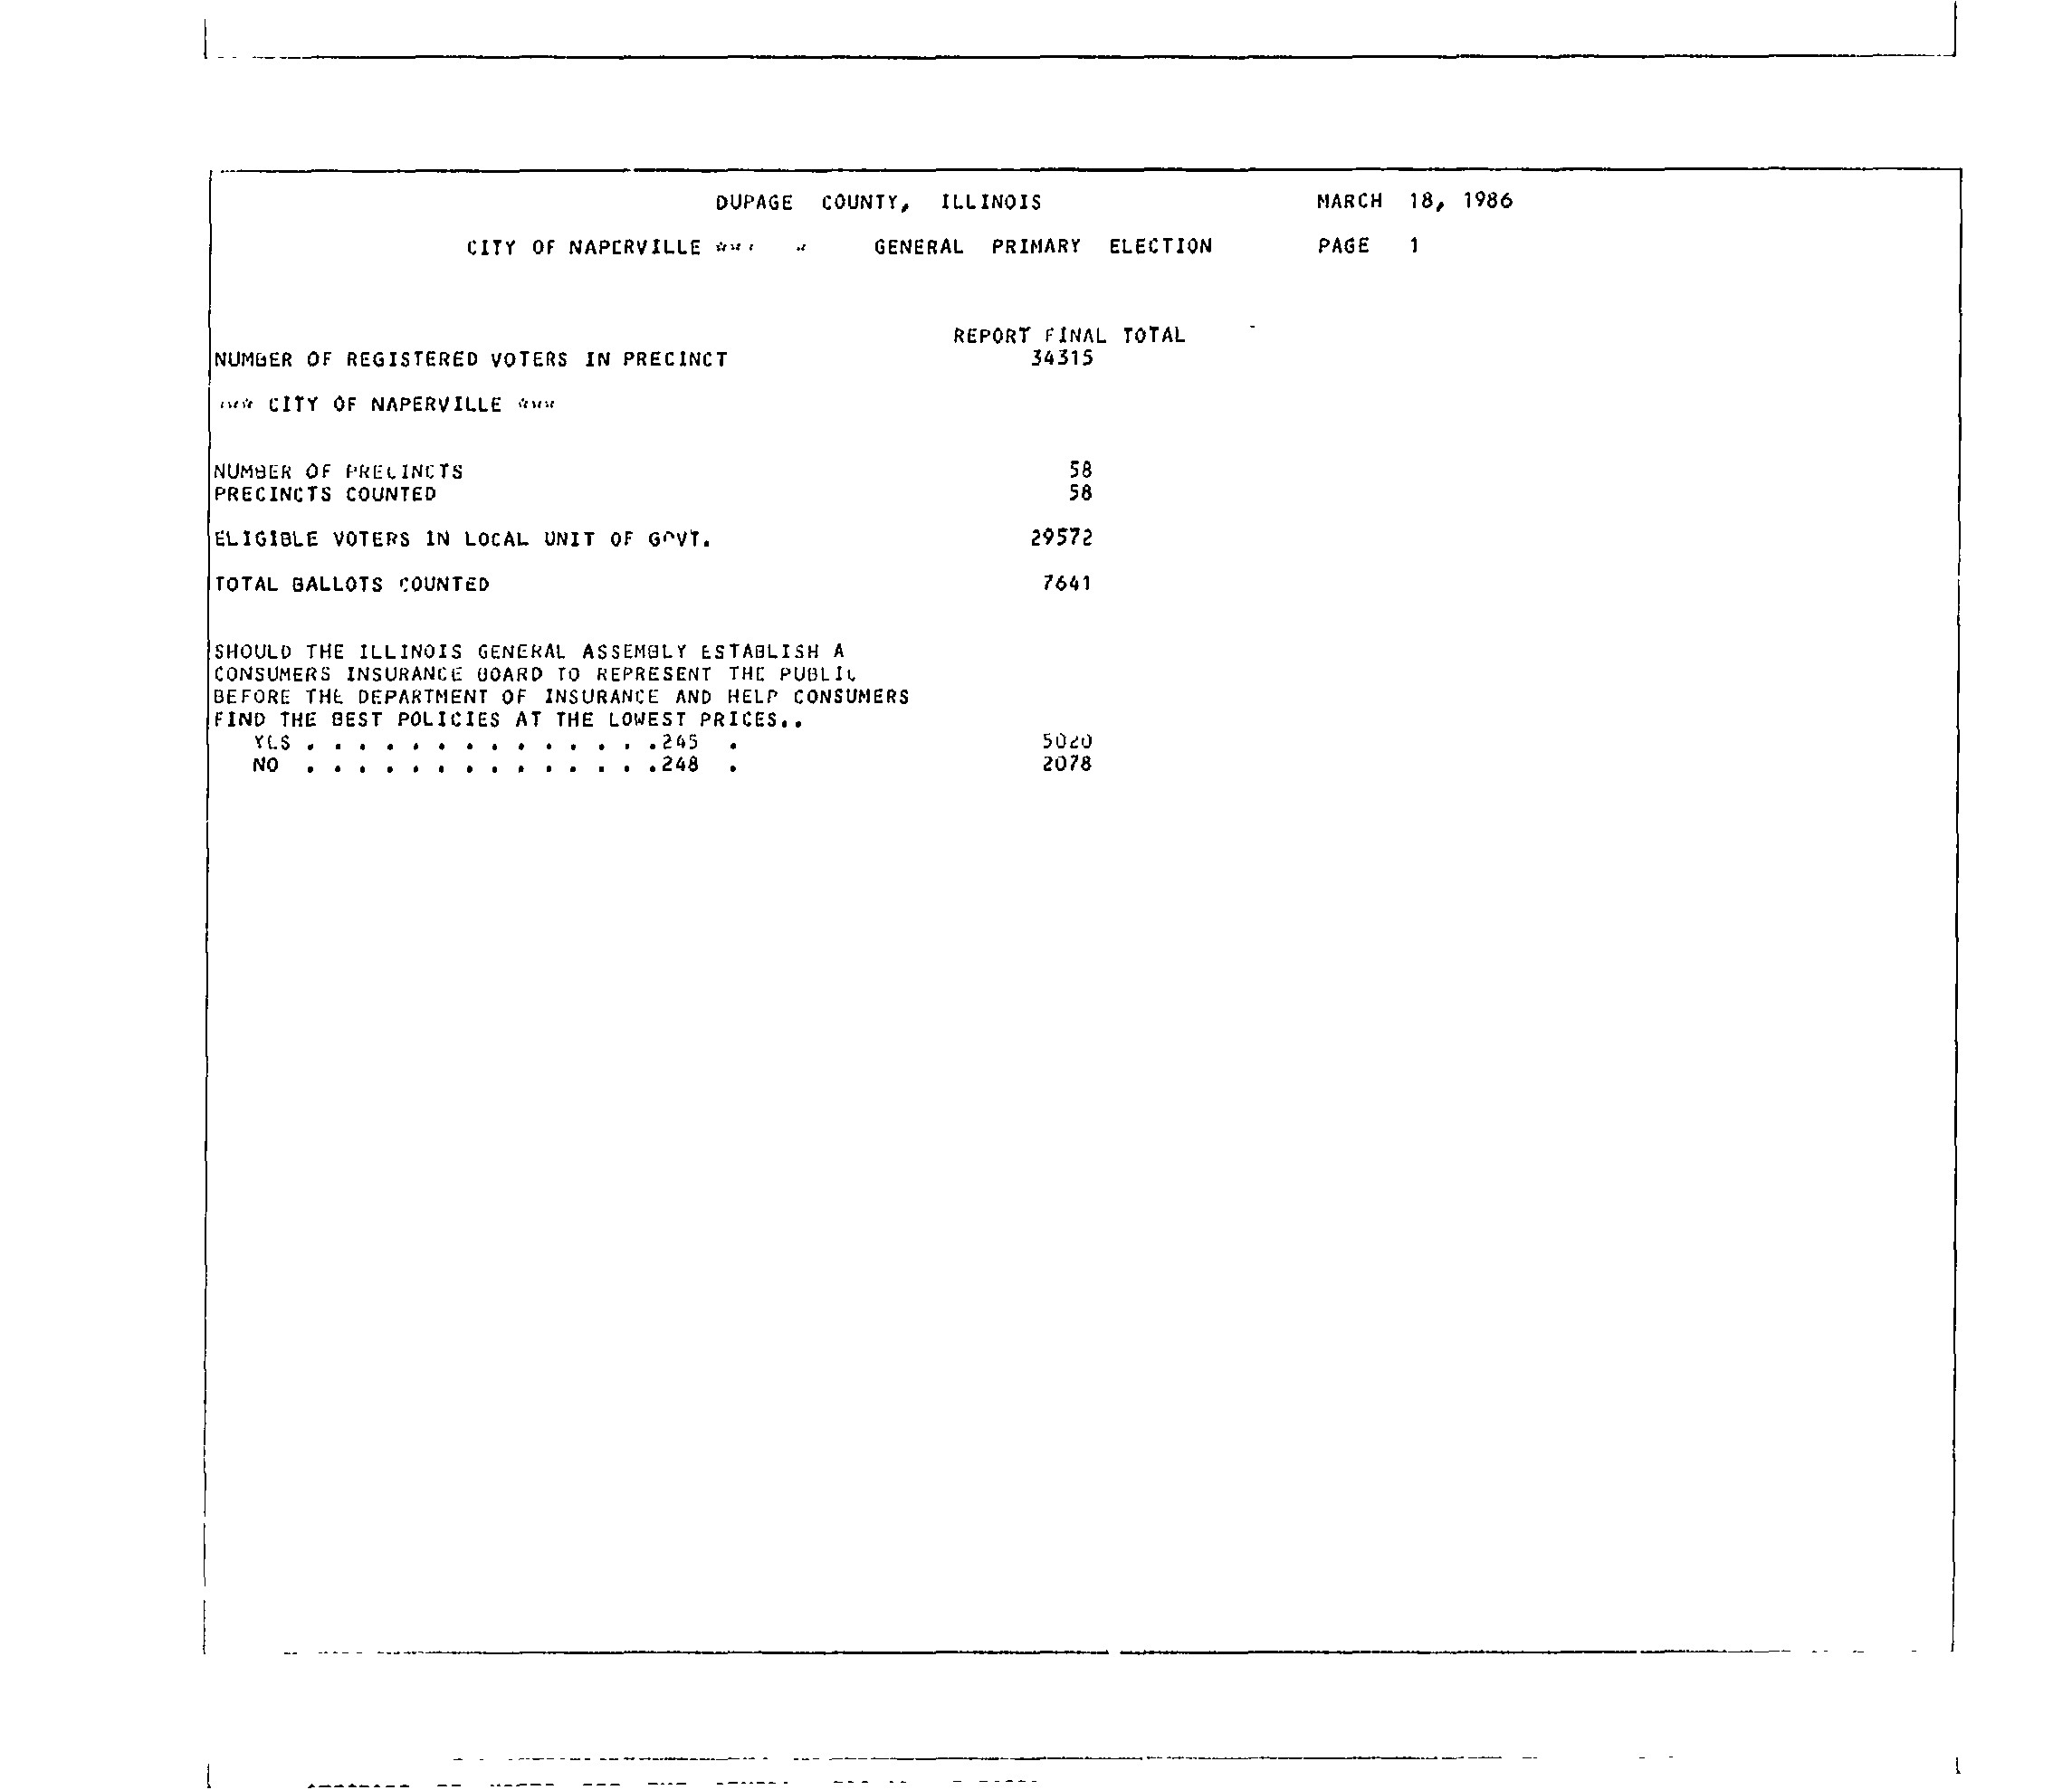 DUPAGE COUNTY, ILLINOIS MARCH 18, 1986
CITY OF NAPERVILLE *** * GENERAL PRIMARY ELECTION PAGE 1
REPORT FINAL TOTAL
NUMBER OF REGISTERED VOTERS IN PRECINCT 34315
*** CITY OF NAPERVILLE ***
NUMBER OF PRECINCTS 58
PRECINCTS COUNTED 58
ELIGIBLE VOTERS IN LOCAL UNIT OF GOVT. 29572
TOTAL BALLOTS COUNTED 7641
SHOULD THE ILLINOIS GENERAL ASSEMBLY ESTABLISH A
CONSUMERS INSURANCE BOARD TO REPRESENT THE PUBLIC
BEFORE THE DEPARTMENT OF INSURANCE AND HELP CONSUMERS
FIND THE BEST POLICIES AT THE LOWEST PRICES..
YES . . . . . . . . . . . . . .245 . 5020
NO . . . . . . . . . . . . . .248 . 2078